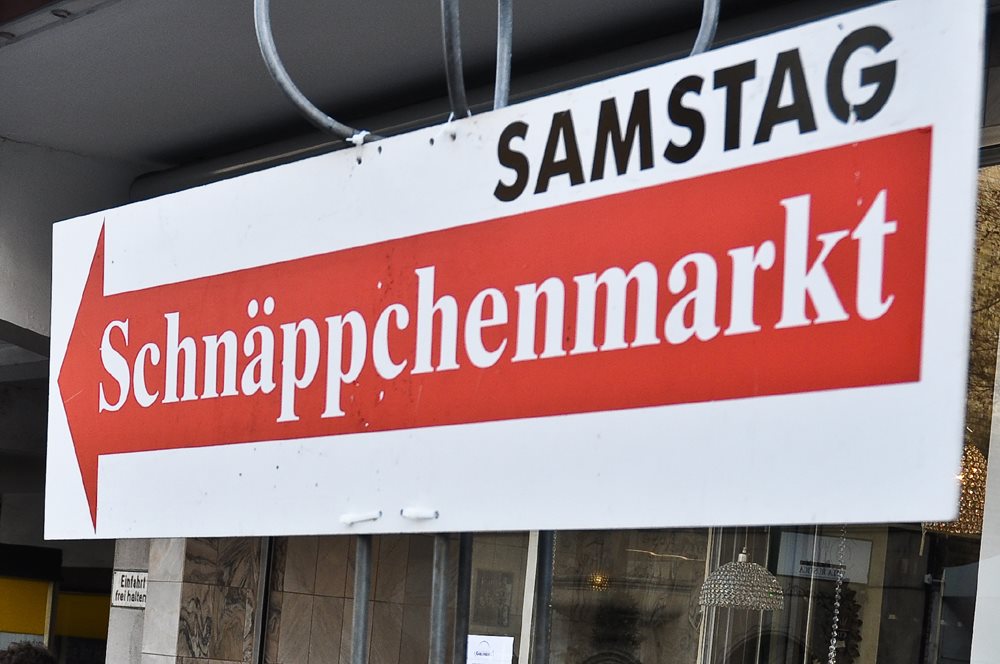 SAMSTAG
Schnäppchenmarkt
Einfahrt
frei halten